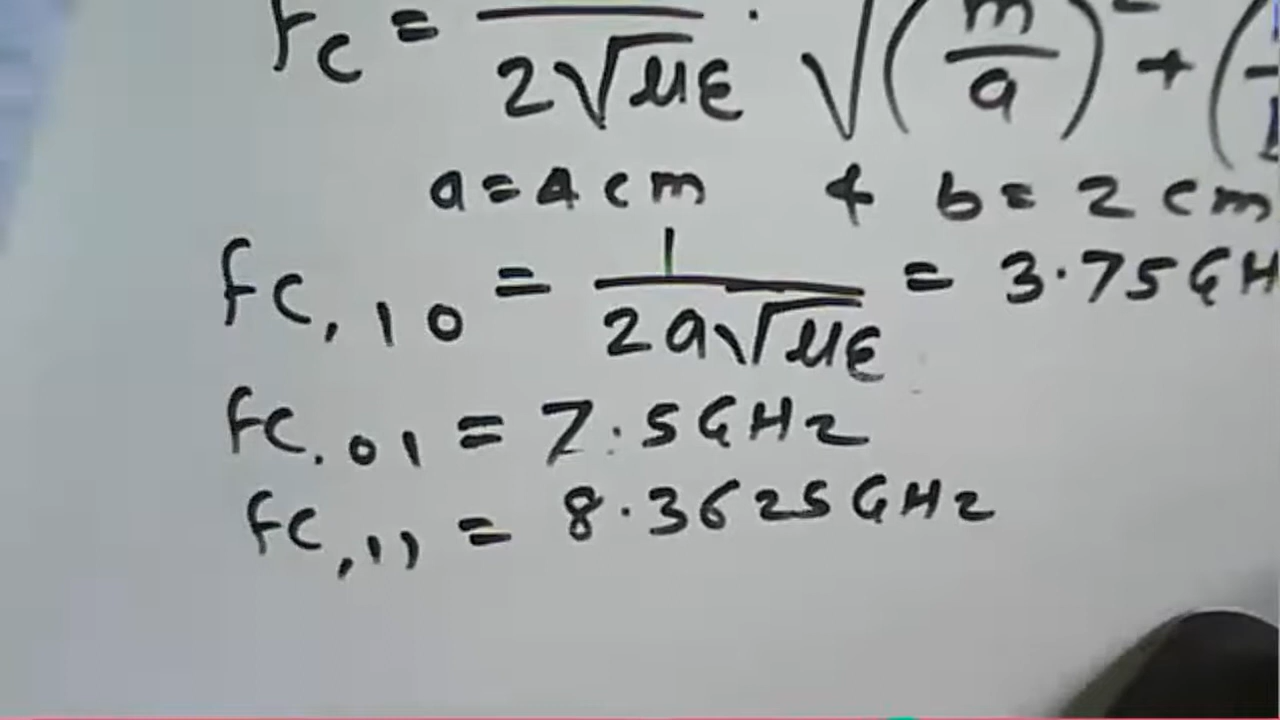 Fc = ――― / 2√με · √(m/a)² + (
a = 4 cm & b = 2 cm
fc,10 = 1 / 2a√με = 3.75 GH
fc.01 = 7.5 GHz
fc,11 = 8.3625 GHz